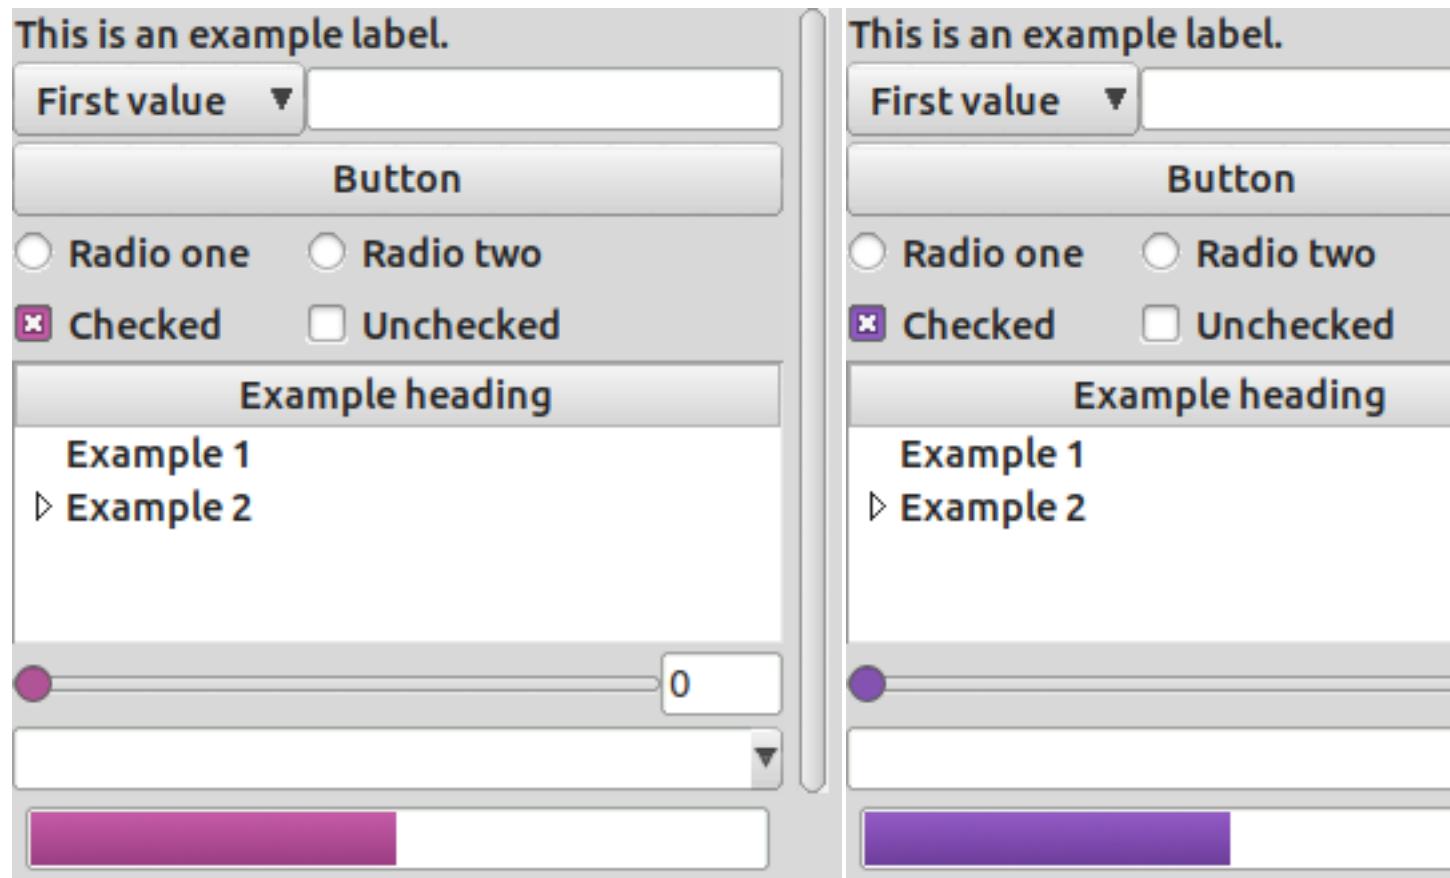 This is an example label.
First value
Button
Radio one Radio two
Checked Unchecked
Example heading
Example 1
Example 2
0
This is an example label.
First value
Button
Radio one Radio two
Checked Unchecked
Example heading
Example 1
Example 2